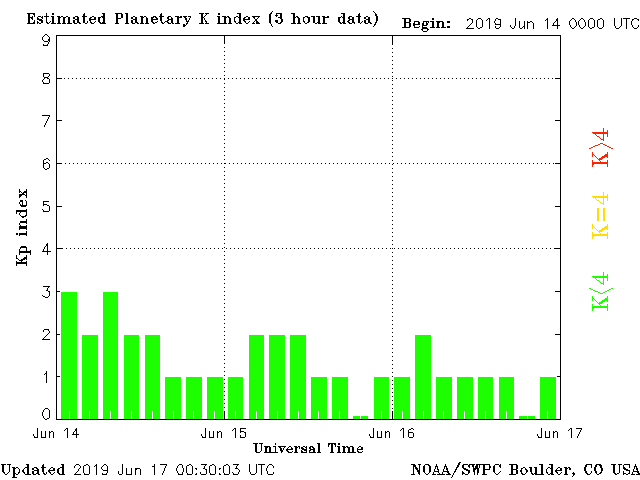 Estimated Planetary K index (3 hour data)
Begin: 2019 Jun 14 0000 UTC
9
8
7
6
5
4
3
2
1
0
Kp index
K>4
K=4
K<4
Jun 14
Jun 15
Jun 16
Jun 17
Universal Time
Updated 2019 Jun 17 00:30:03 UTC
NOAA/SWPC Boulder, CO USA